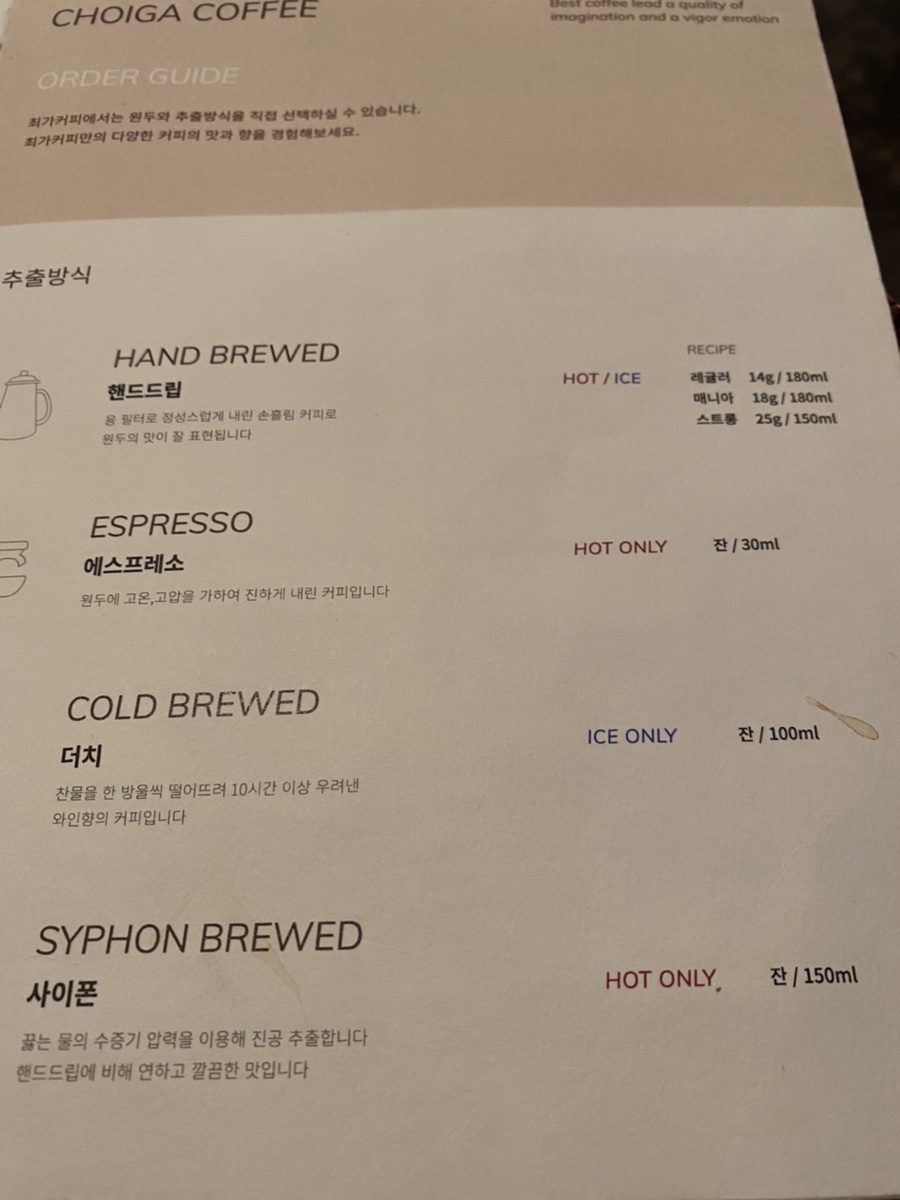 CHOIGA COFFEE
Best coffee lead a quality of
imagination and a vigor emotion
ORDER GUIDE
최가커피에서는 원두와 추출방식을 직접 선택하실 수 있습니다.
최가커피만의 다양한 커피의 맛과 향을 경험해보세요.
추출방식
HAND BREWED
핸드드립
융 필터로 정성스럽게 내린 손흘림 커피로
원두의 맛이 잘 표현됩니다
HOT / ICE
RECIPE
레귤러 14g / 180ml
매니아 18g / 180ml
스트롱 25g / 150ml
ESPRESSO
에스프레소
원두에 고온,고압을 가하여 진하게 내린 커피입니다
HOT ONLY
잔 / 30ml
COLD BREWED
더치
찬물을 한 방울씩 떨어뜨려 10시간 이상 우려낸
와인향의 커피입니다
ICE ONLY
잔 / 100ml
SYPHON BREWED
사이폰
끓는 물의 수증기 압력을 이용해 진공 추출합니다
핸드드립에 비해 연하고 깔끔한 맛입니다
HOT ONLY
잔 / 150ml